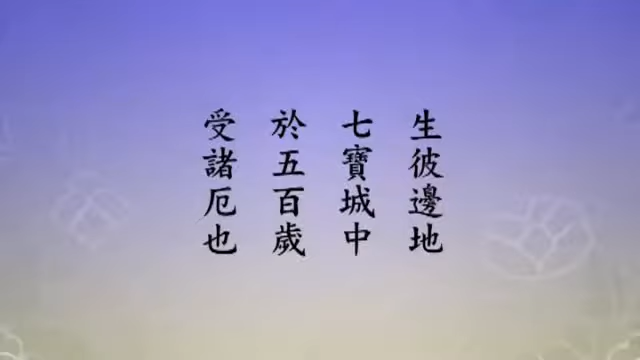 生彼邊地
七寶城中
於五百歲
受諸厄也